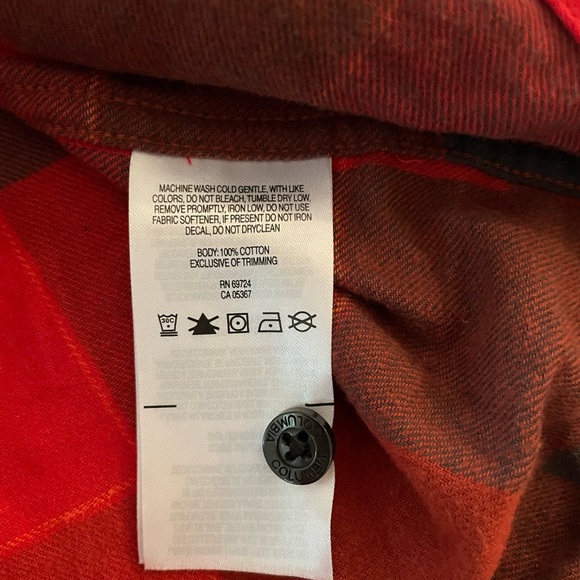 MACHINE WASH COLD GENTLE, WITH LIKE
COLORS, DO NOT BLEACH, TUMBLE DRY LOW,
REMOVE PROMPTLY, IRON LOW, DO NOT USE
FABRIC SOFTENER, IF PRESENT DO NOT IRON
DECAL, DO NOT DRYCLEAN
BODY: 100% COTTON
EXCLUSIVE OF TRIMMING
RN 69724
CA 05367
30C
COLUMBIA
COLUMBIA